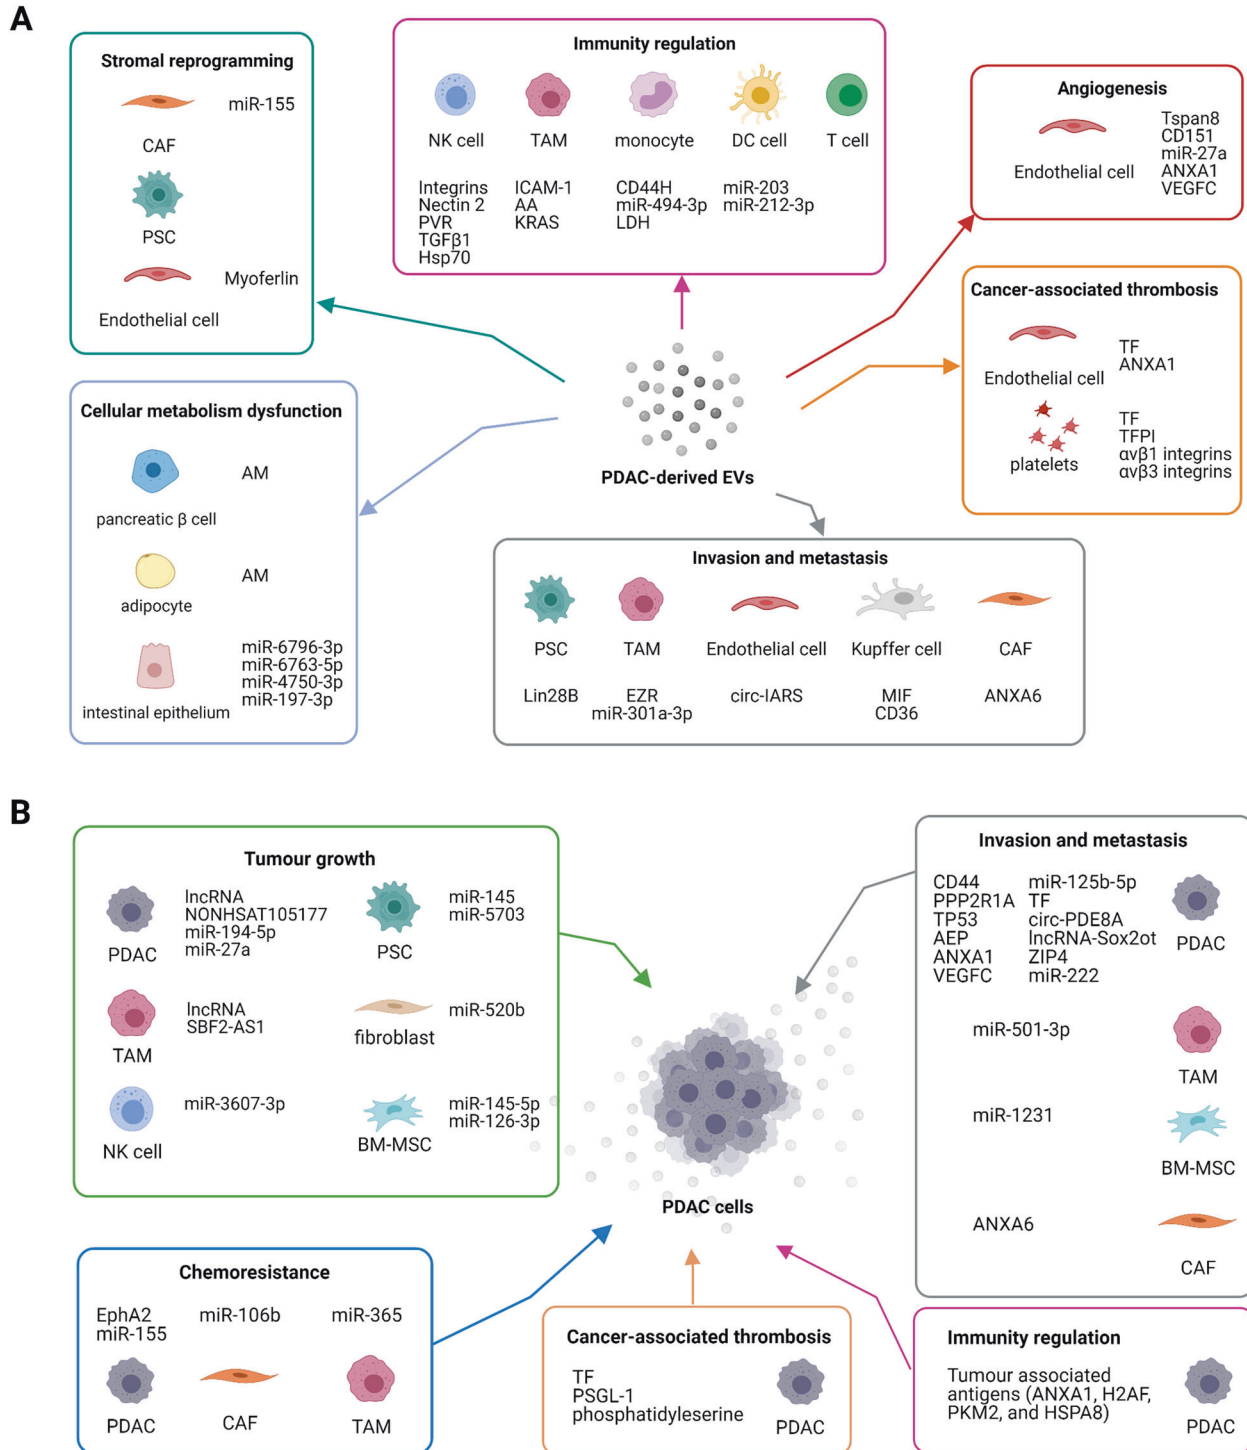 A
Stromal reprogramming
miR-155
CAF
PSC
Myoferlin
Endothelial cell
Immunity regulation
NK cell
TAM
monocyte
DC cell
T cell
Integrins
Nectin 2
PVR
TGFβ1
Hsp70
ICAM-1
AA
KRAS
CD44H
miR-494-3p
LDH
miR-203
miR-212-3p
Angiogenesis
Endothelial cell
Tspan8
CD151
miR-27a
ANXA1
VEGFC
Cancer-associated thrombosis
Endothelial cell
TF
ANXA1
platelets
TF
TFPI
αvβ1 integrins
αvβ3 integrins
Cellular metabolism dysfunction
AM
pancreatic β cell
AM
adipocyte
miR-6796-3p
miR-6763-5p
miR-4750-3p
miR-197-3p
intestinal epithelium
PDAC-derived EVs
Invasion and metastasis
PSC
TAM
Endothelial cell
Kupffer cell
CAF
Lin28B
EZR
miR-301a-3p
circ-IARS
MIF
CD36
ANXA6
B
Tumour growth
lncRNA
NONHSAT105177
miR-194-5p
miR-27a
PDAC
miR-145
miR-5703
PSC
lncRNA
SBF2-AS1
TAM
miR-520b
fibroblast
miR-3607-3p
NK cell
miR-145-5p
miR-126-3p
BM-MSC
PDAC cells
Invasion and metastasis
CD44
PPP2R1A
TP53
AEP
ANXA1
VEGFC
miR-125b-5p
TF
circ-PDE8A
lncRNA-Sox2ot
ZIP4
miR-222
PDAC
miR-501-3p
TAM
miR-1231
BM-MSC
ANXA6
CAF
Chemoresistance
EphA2
miR-155
miR-106b
miR-365
PDAC
CAF
TAM
Cancer-associated thrombosis
TF
PSGL-1
phosphatidyleserine
PDAC
Immunity regulation
Tumour associated
antigens (ANXA1, H2AF,
PKM2, and HSPA8)
PDAC